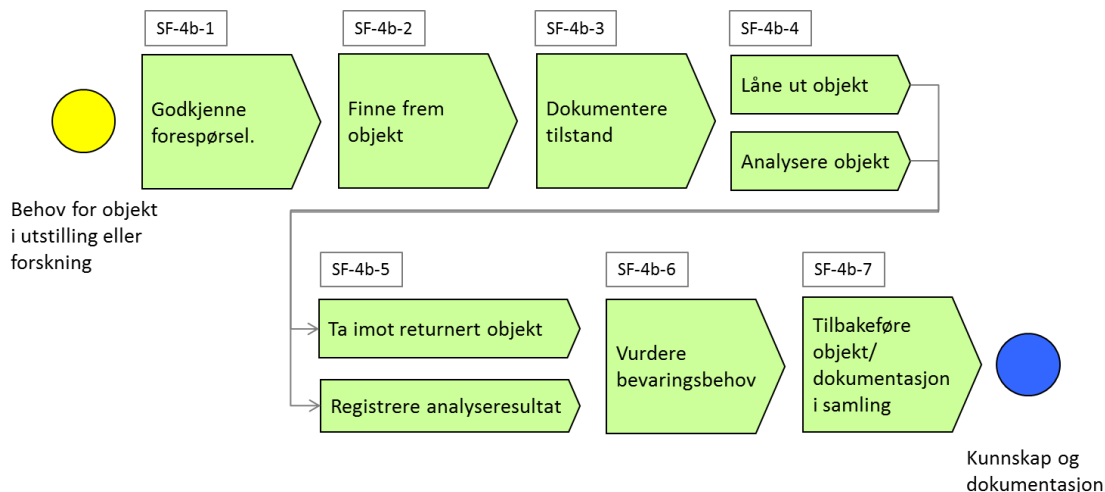 SF-4b-1
SF-4b-2
SF-4b-3
SF-4b-4
Godkjenne
forespørsel.
Finne frem
objekt
Dokumentere
tilstand
Låne ut objekt
Analysere objekt
Behov for objekt
i utstilling eller
forskning
SF-4b-5
SF-4b-6
SF-4b-7
Ta imot returnert objekt
Registrere analyseresultat
Vurdere
bevaringsbehov
Tilbakeføre
objekt/
dokumentasjon
i samling
Kunnskap og
dokumentasjon